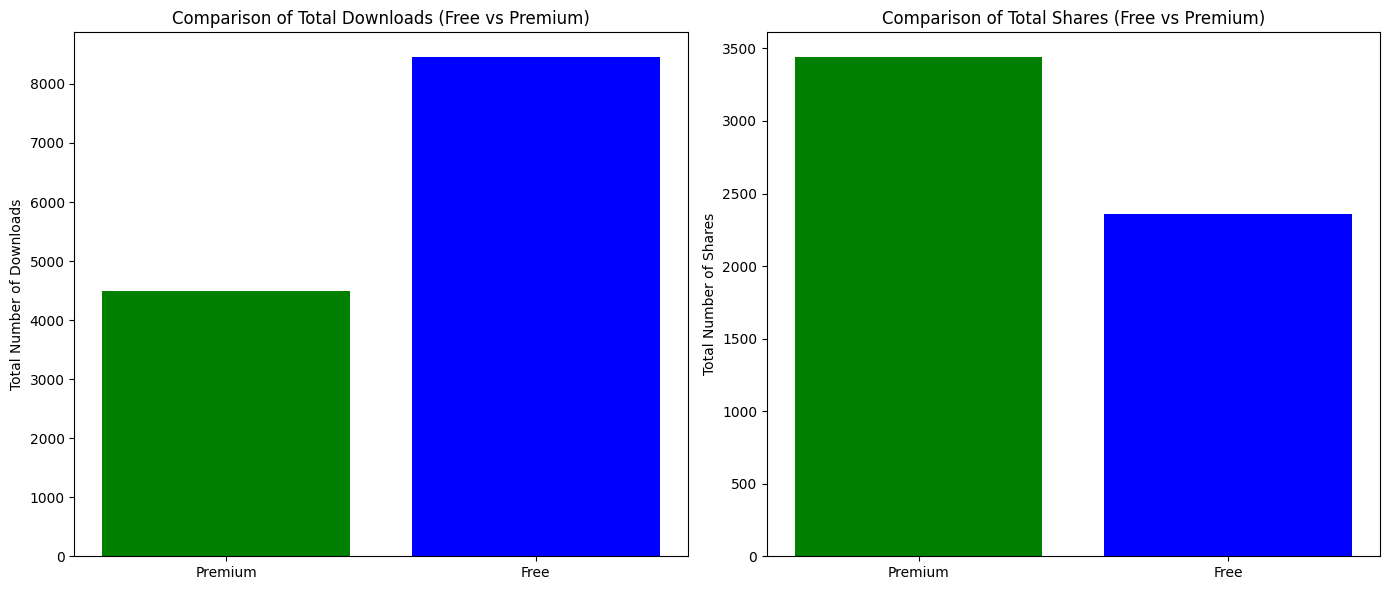 Comparison of Total Downloads (Free vs Premium)
Total Number of Downloads
8000
7000
6000
5000
4000
3000
2000
1000
0
Premium Free
Comparison of Total Shares (Free vs Premium)
Total Number of Shares
3500
3000
2500
2000
1500
1000
500
0
Premium Free